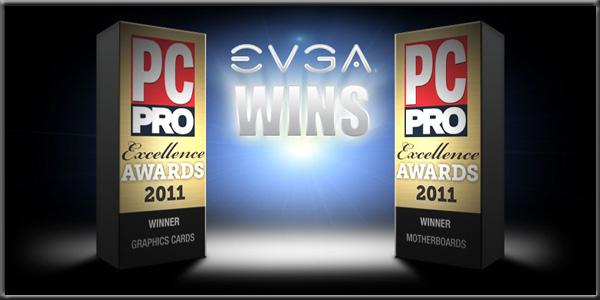 EVGA
WINS
PC
PRO
Excellence
AWARDS
2011
WINNER
GRAPHICS CARDS
PC
PRO
Excellence
AWARDS
2011
WINNER
MOTHERBOARDS